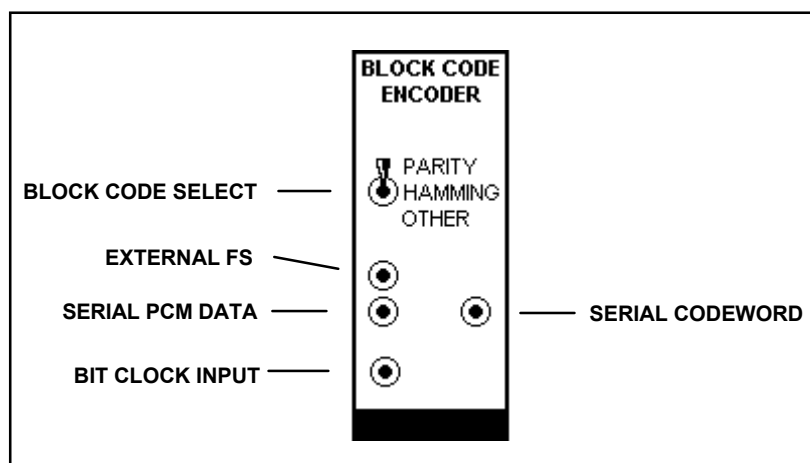 BLOCK CODE
ENCODER
PARITY
BLOCK CODE SELECT
HAMMING
OTHER
EXTERNAL FS
SERIAL PCM DATA
SERIAL CODEWORD
BIT CLOCK INPUT